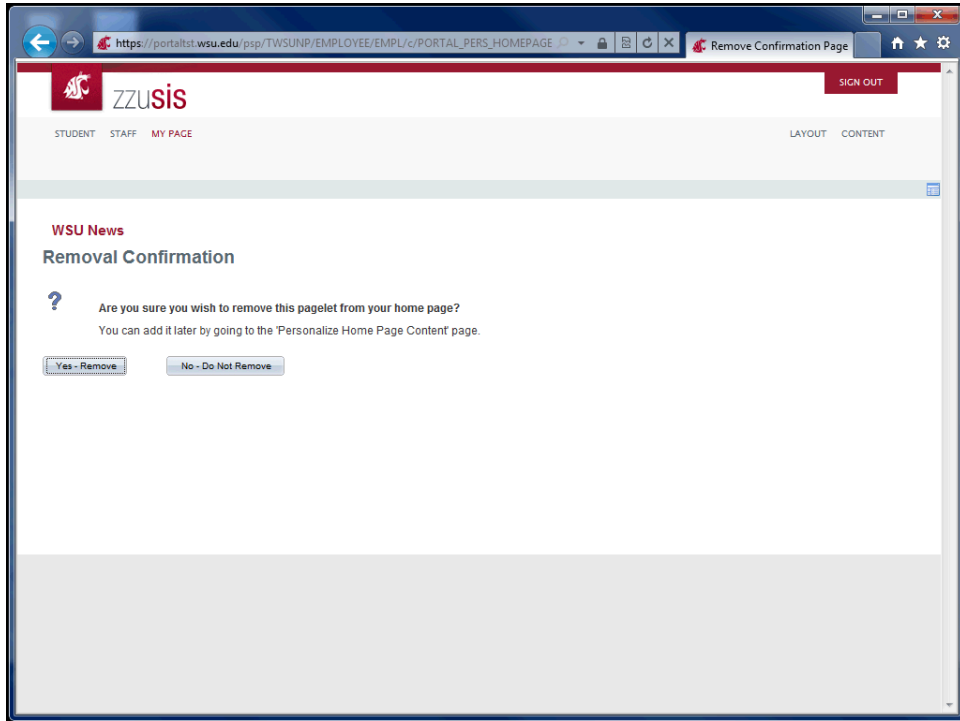 https://portaltst.wsu.edu/psp/TWSUNP/EMPLOYEE/EMPL/c/PORTAL_PERS_HOMEPAGE
Remove Confirmation Page
SIGN OUT
zzusis
STUDENT STAFF MY PAGE LAYOUT CONTENT
WSU News
Removal Confirmation
? Are you sure you wish to remove this pagelet from your home page?
You can add it later by going to the 'Personalize Home Page Content' page.
Yes - Remove No - Do Not Remove